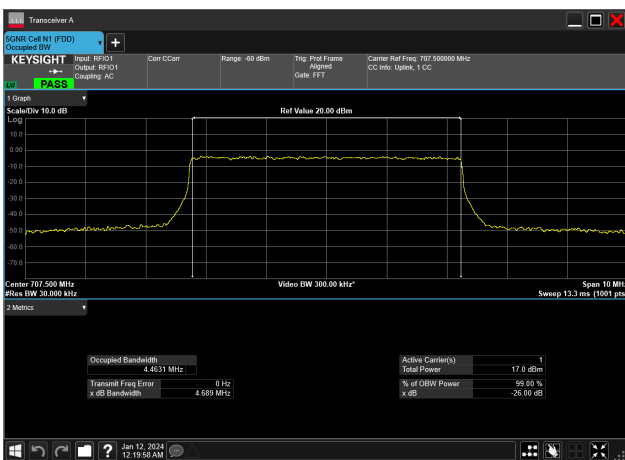 Transceiver A
5GNR Cell N1 (FDD)
Occupied BW
KEYSIGHT
Input: RFIO1
Output: RFIO1
Coupling: AC
Corr CCorr
Range: -60 dBm
Trig: Prot Frame
Aligned
Gate: FFT
Carrier Ref Freq: 707.500000 MHz
CC Info: Uplink, 1 CC
PASS
1 Graph
Scale/Div 10.0 dB
Ref Value 20.00 dBm
Log
10.0
0.00
-10.0
-20.0
-30.0
-40.0
-50.0
-60.0
-70.0
Center 707.500 MHz
Video BW 300.00 kHz*
Span 10 MH
#Res BW 30.000 kHz
Sweep 13.3 ms (1001 pts
2 Metrics
Occupied Bandwidth
4.4631 MHz
Active Carrier(s) 1
Total Power 17.0 dBm
Transmit Freq Error 0 Hz
x dB Bandwidth 4.689 MHz
% of OBW Power 99.00 %
x dB -26.00 dB
Jan 12, 2024
12:19:58 AM